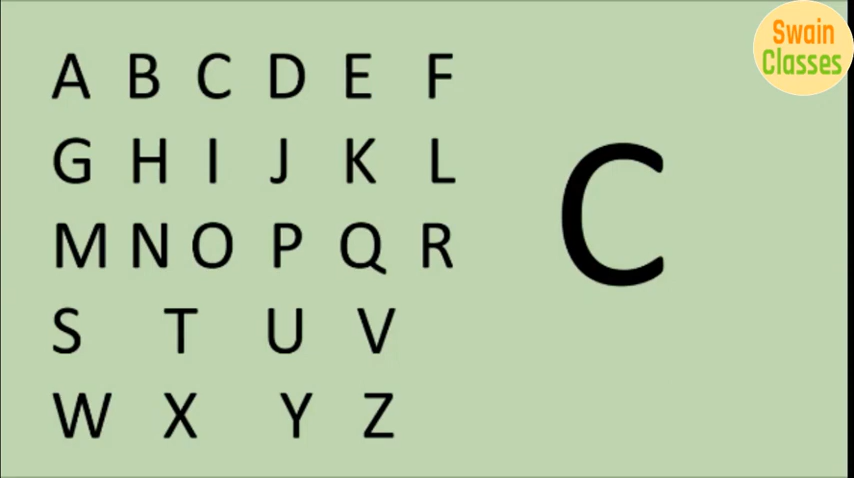 A B C D E F
G H I J K L
M N O P Q R
S T U V
W X Y Z
C
Swain
Classes